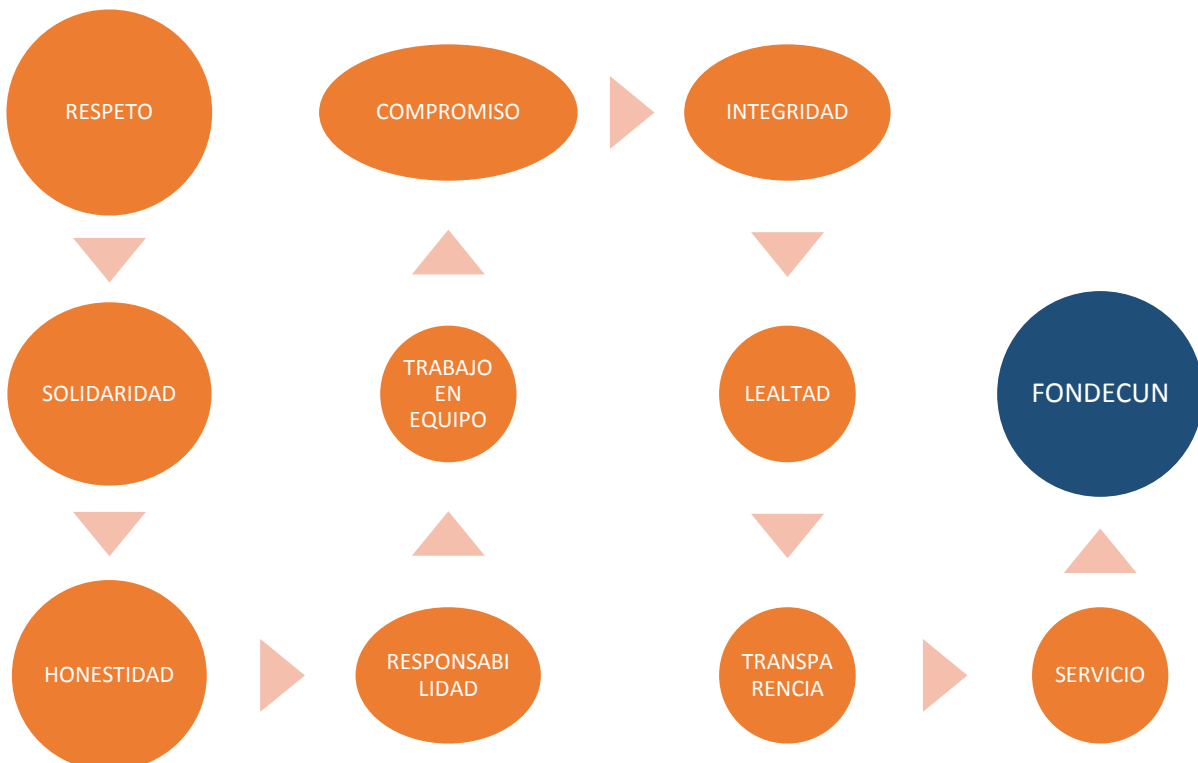 RESPETO
SOLIDARIDAD
HONESTIDAD
RESPONSABI
LIDAD
TRABAJO
EN
EQUIPO
COMPROMISO
INTEGRIDAD
LEALTAD
TRANSPA
RENCIA
SERVICIO
FONDECUN